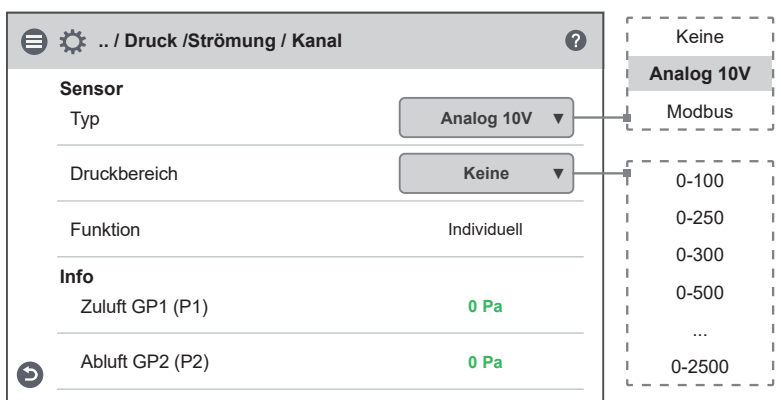 .. / Druck /Strömung / Kanal ?
Sensor
Typ Analog 10V ▼
Druckbereich Keine ▼
Funktion Individuell
Info
Zuluft GP1 (P1) 0 Pa
Abluft GP2 (P2) 0 Pa
Keine
Analog 10V
Modbus
0-100
0-250
0-300
0-500
...
0-2500